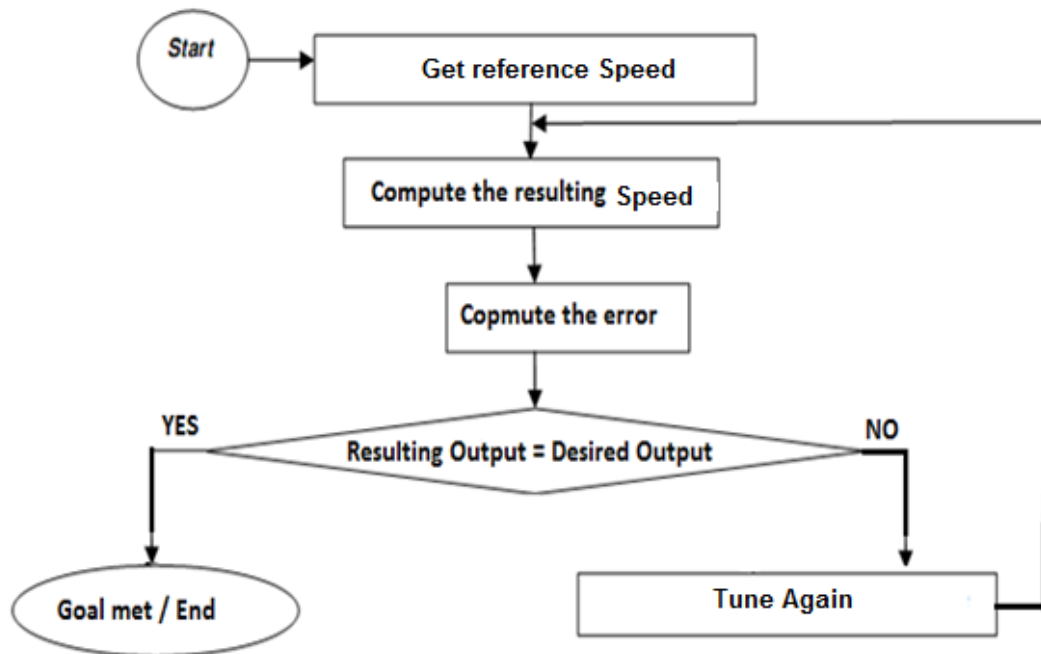 Start
Get reference Speed
Compute the resulting Speed
Copmute the error
YES
NO
Resulting Output = Desired Output
Goal met / End
Tune Again